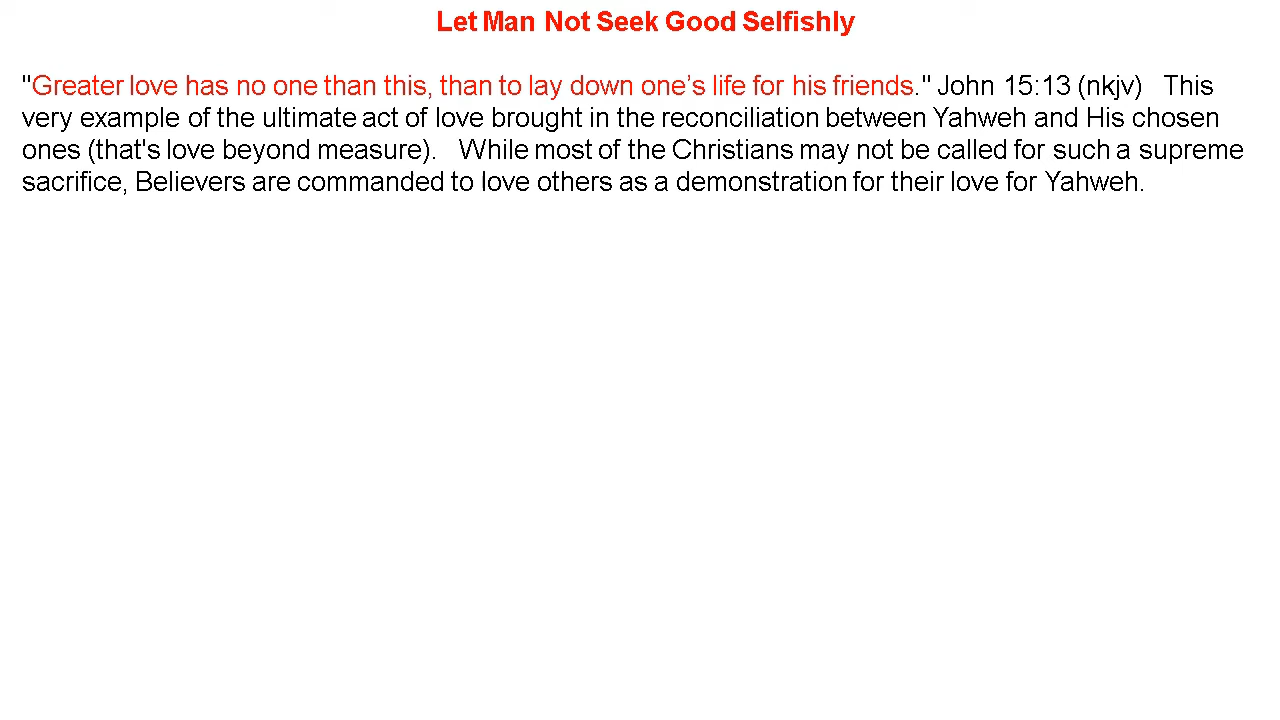 Let Man Not Seek Good Selfishly
"Greater love has no one than this, than to lay down one’s life for his friends." John 15:13 (nkjv)   This
very example of the ultimate act of love brought in the reconciliation between Yahweh and His chosen
ones (that's love beyond measure).   While most of the Christians may not be called for such a supreme
sacrifice, Believers are commanded to love others as a demonstration for their love for Yahweh.